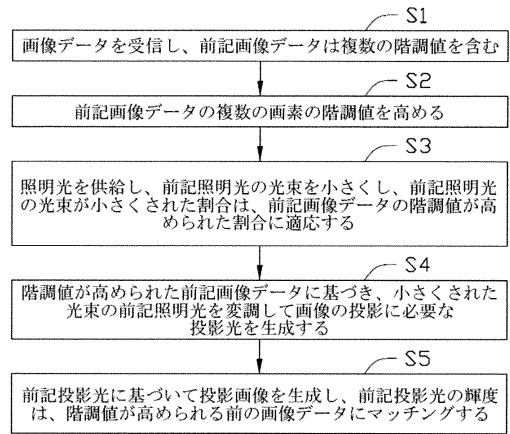 S1
画像データを受信し、前記画像データは複数の階調値を含む
S2
前記画像データの複数の画素の階調値を高める
S3
照明光を供給し、前記照明光の光束を小さくし、前記照明光
の光束が小さくされた割合は、前記画像データの階調値が高
められた割合に適応する
S4
階調値が高められた前記画像データに基づき、小さくされた
光束の前記照明光を変調して画像の投影に必要な
投影光を生成する
S5
前記投影光に基づいて投影画像を生成し、前記投影光の輝度
は、階調値が高められる前の画像データにマッチングする